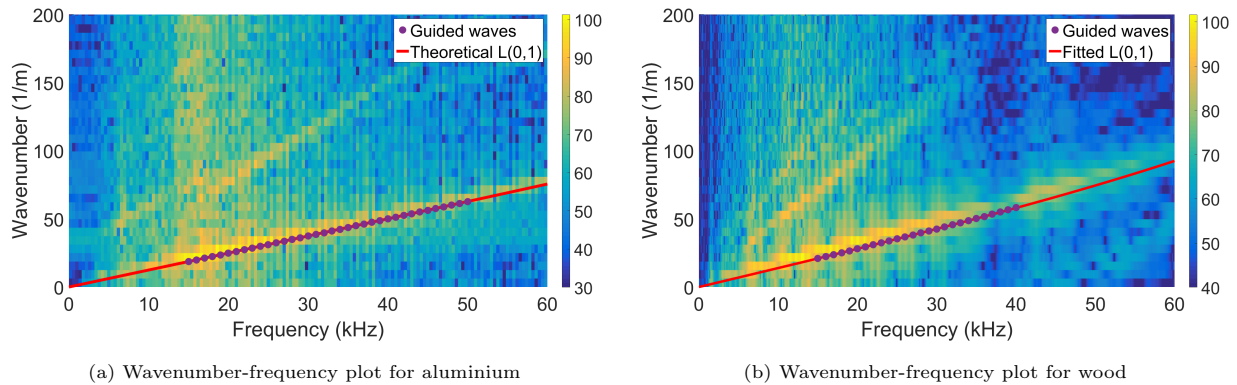 200
150
100
50
0
Wavenumber (1/m)
Guided waves
Theoretical L(0,1)
0 10 20 30 40 50 60
Frequency (kHz)
100
90
80
70
60
50
40
30
(a) Wavenumber-frequency plot for aluminium
200
150
100
50
0
Wavenumber (1/m)
Guided waves
Fitted L(0,1)
0 10 20 30 40 50 60
Frequency (kHz)
100
90
80
70
60
50
40
(b) Wavenumber-frequency plot for wood